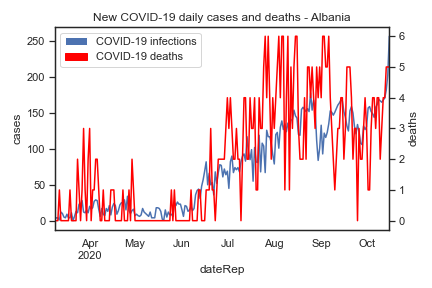 New COVID-19 daily cases and deaths - Albania
COVID-19 infections
COVID-19 deaths
cases
250
200
150
100
50
0
6
5
4
3
2
1
0
deaths
Apr May Jun Jul Aug Sep Oct
2020
dateRep